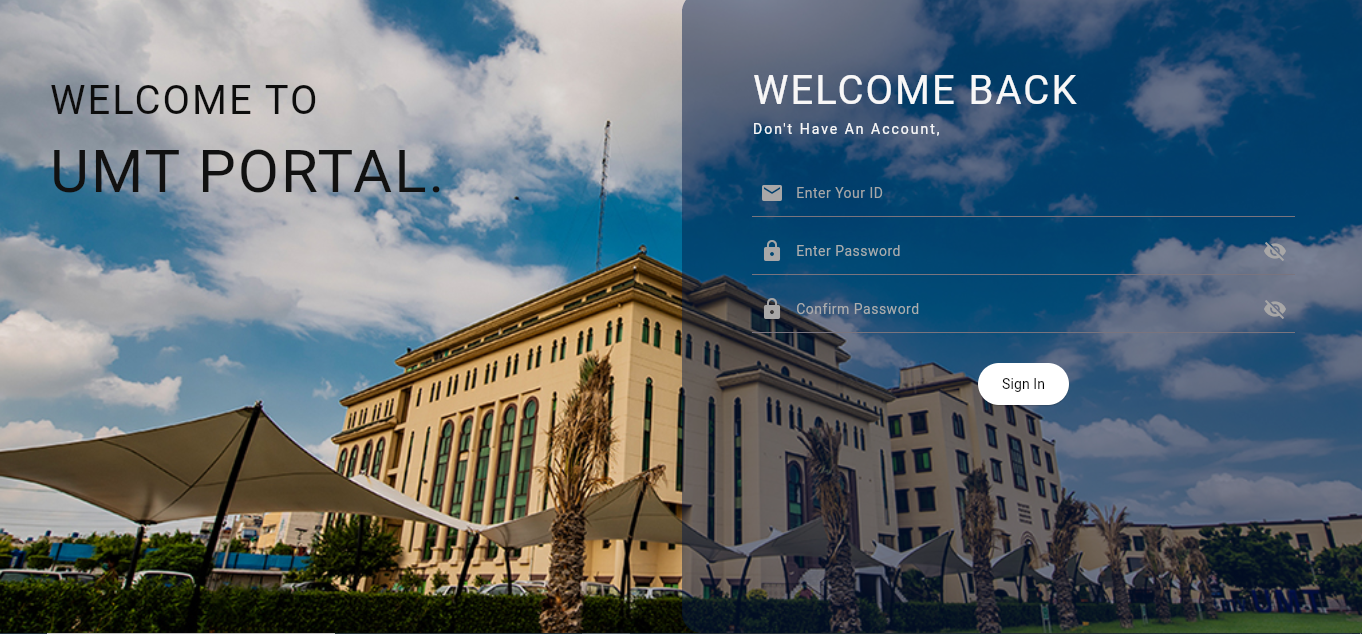 WELCOME TO
UMT PORTAL.
WELCOME BACK
Don't Have An Account,
Enter Your ID
Enter Password
Confirm Password
Sign In
UMT